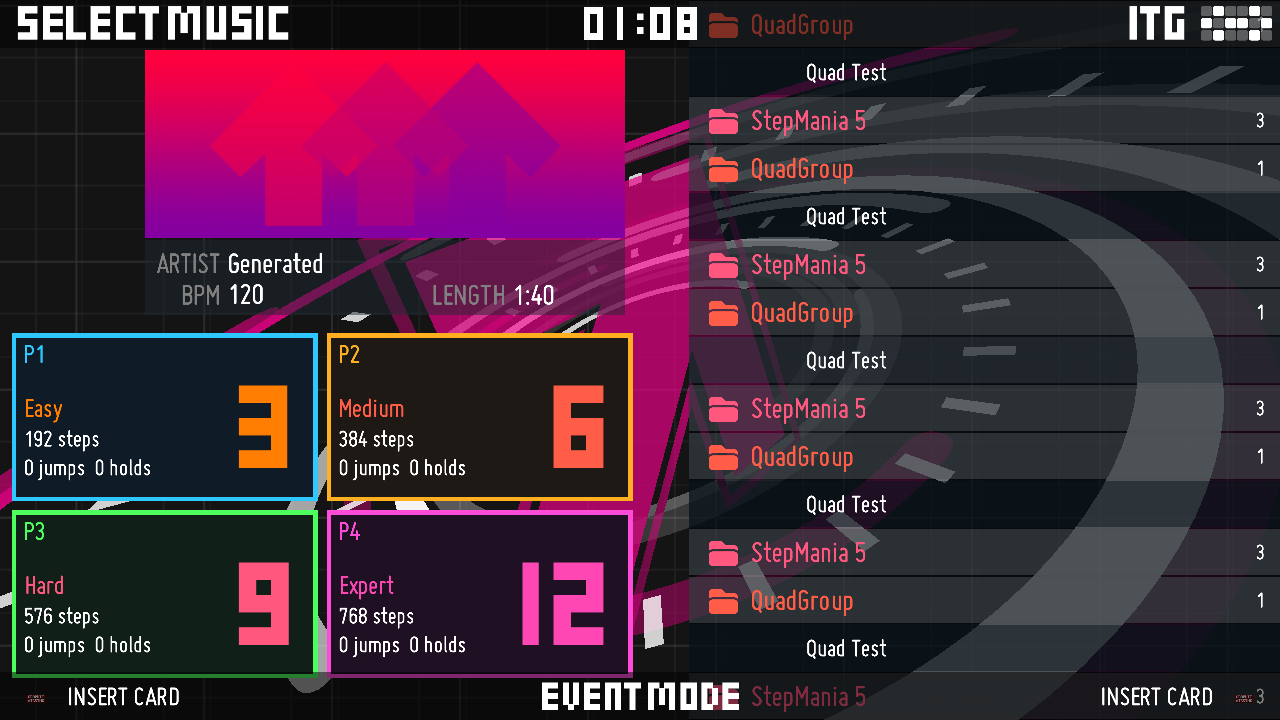 SELECT MUSIC
01:08
ITG
ARTIST Generated
BPM 120
LENGTH 1:40
P1
Easy
192 steps
0 jumps 0 holds
3
P2
Medium
384 steps
0 jumps 0 holds
6
P3
Hard
576 steps
0 jumps 0 holds
9
P4
Expert
768 steps
0 jumps 0 holds
12
QuadGroup
Quad Test
StepMania 5 3
QuadGroup 1
Quad Test
StepMania 5 3
QuadGroup 1
Quad Test
StepMania 5 3
QuadGroup 1
Quad Test
StepMania 5 3
QuadGroup 1
Quad Test
StepMania 5 3
INSERT CARD
EVENT MODE
INSERT CARD